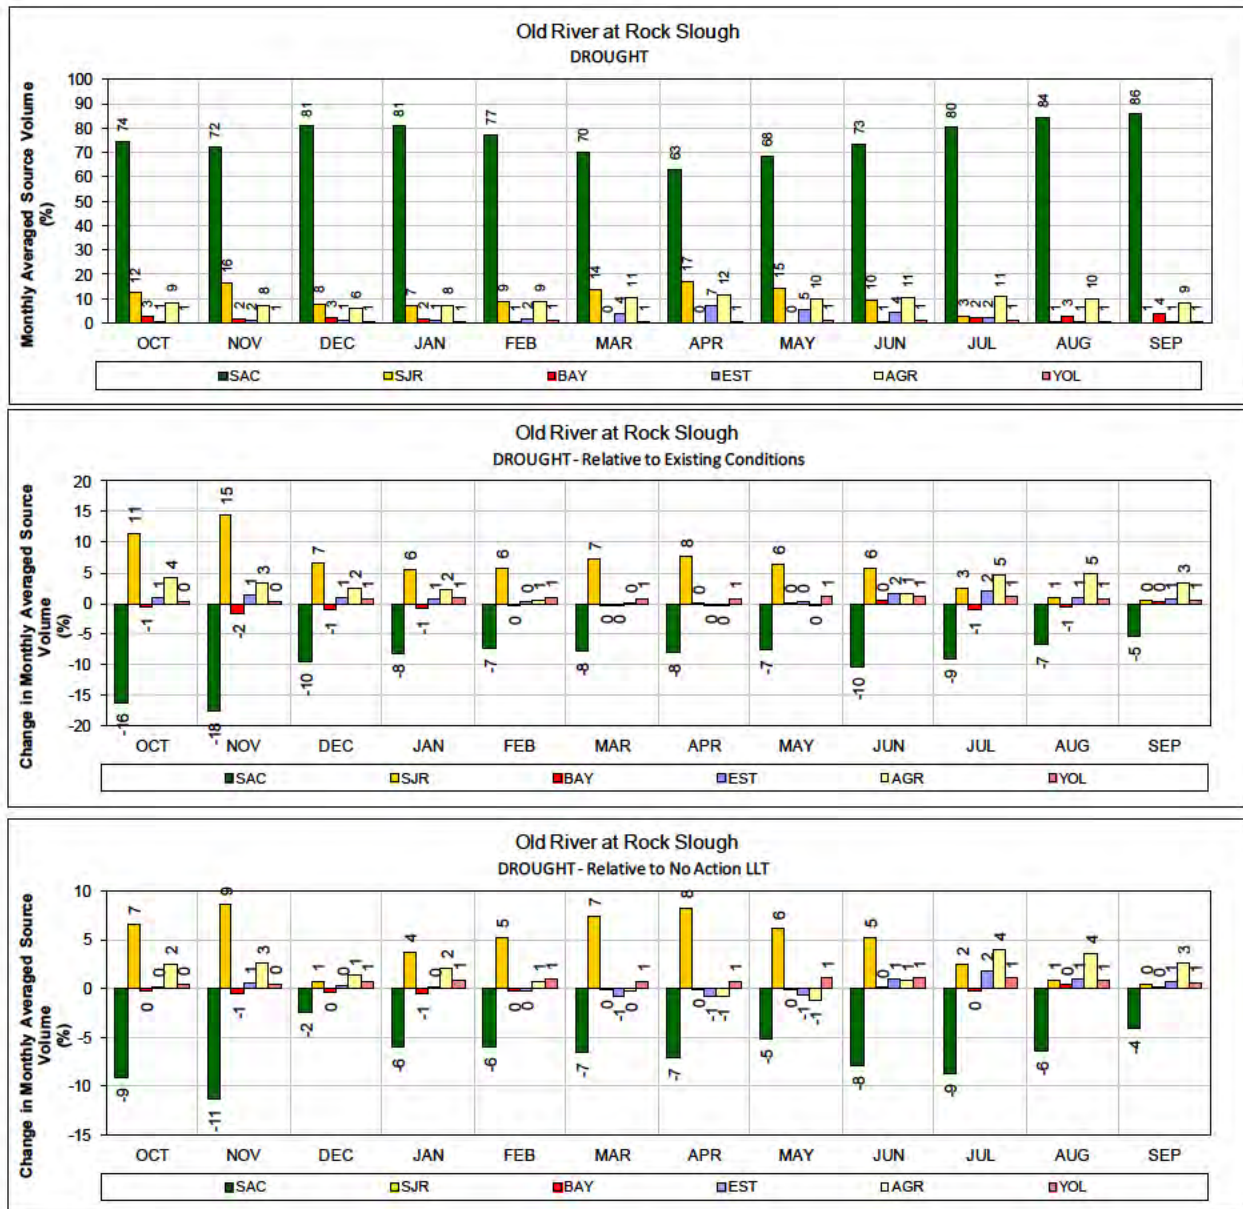 Old River at Rock Slough
DROUGHT
Monthly Averaged Source Volume
(%)
100
90
80
70
60
50
40
30
20
10
0
74 12 3 1 9 1
72 16 2 2 8 1
81 8 3 1 6 1
81 7 2 1 8 1
77 9 1 2 9 1
70 14 0 4 11 1
63 17 0 7 12 1
68 15 0 5 10 1
73 10 1 4 11 1
80 3 2 2 11 1
84 1 3 1 10 1
86 1 4 1 9 1
OCT NOV DEC JAN FEB MAR APR MAY JUN JUL AUG SEP
SAC SJR BAY EST AGR YOL
Old River at Rock Slough
DROUGHT - Relative to Existing Conditions
Change in Monthly Averaged Source
Volume
(%)
20
15
10
5
0
-5
-10
-15
-20
-16 11 -1 1 4 0
-18 15 -2 1 3 0
-10 7 -1 1 2 1
-8 6 -1 1 2 1
-7 6 0 0 1 1
-8 7 0 0 0 1
-8 8 0 0 0 1
-7 6 0 0 0 1
-10 6 0 2 1 1
-9 3 -1 2 5 1
-7 1 -1 1 5 1
-5 0 0 1 3 1
OCT NOV DEC JAN FEB MAR APR MAY JUN JUL AUG SEP
SAC SJR BAY EST AGR YOL
Old River at Rock Slough
DROUGHT - Relative to No Action LLT
Change in Monthly Averaged Source
Volume
(%)
10
5
0
-5
-10
-15
-9 7 0 0 2 0
-11 9 -1 1 3 0
-2 1 0 0 1 1
-6 4 -1 0 2 1
-6 5 0 0 1 1
-7 7 0 -1 0 1
-7 8 0 -1 -1 1
-5 6 0 -1 -1 1
-8 5 0 1 1 1
-9 2 0 2 4 1
-6 1 0 1 4 1
-4 0 0 1 3 1
OCT NOV DEC JAN FEB MAR APR MAY JUN JUL AUG SEP
SAC SJR BAY EST AGR YOL